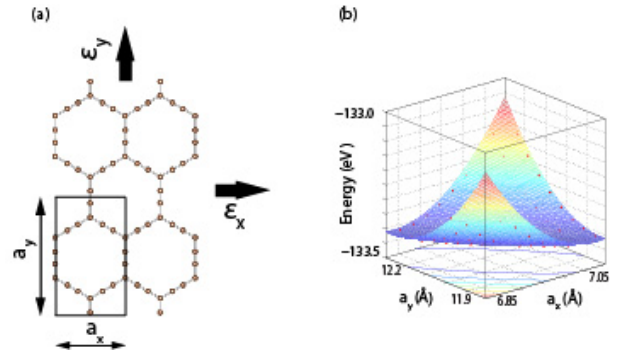 (a)
(b)
εy
εx
ay
ax
−133.0
Energy (eV)
−133.5
12.2
ay (Å)
11.9
6.85
ax (Å)
7.05